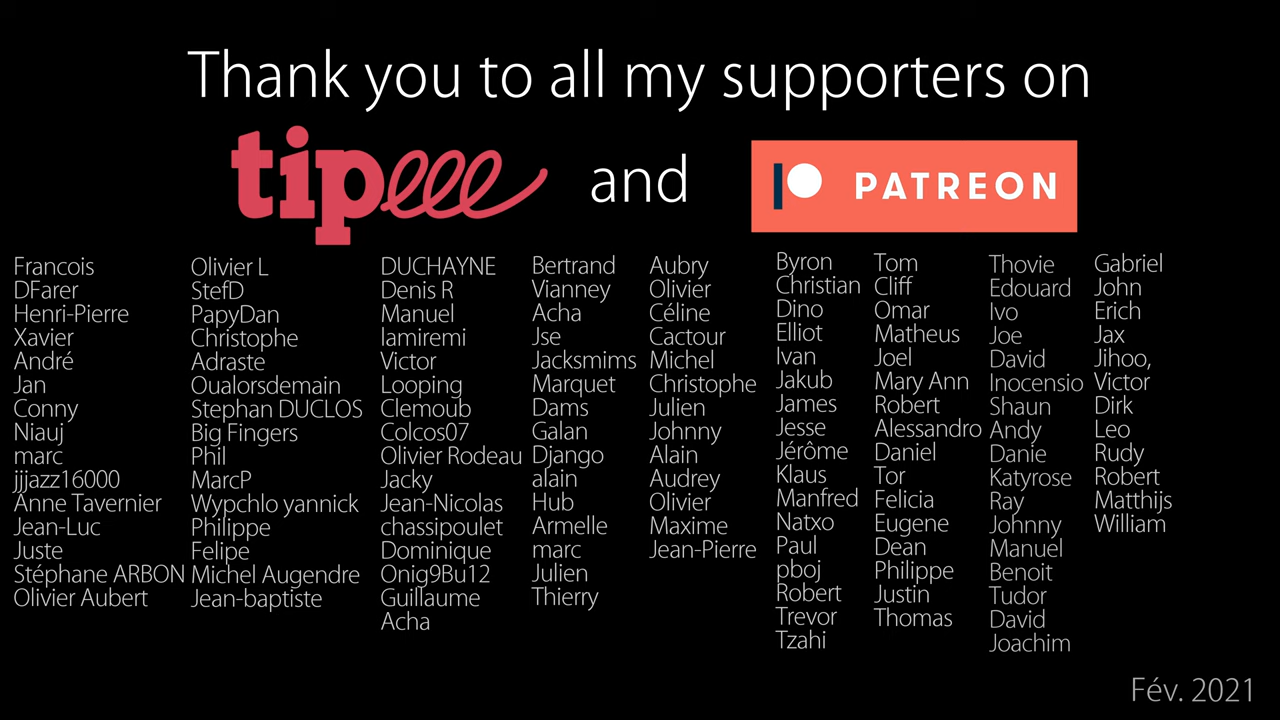 Thank you to all my supporters on
tipeee and PATREON
Francois
DFarer
Henri-Pierre
Xavier
André
Jan
Conny
Niauj
marc
jjjazz16000
Anne Tavernier
Jean-Luc
Juste
Stéphane ARBON
Olivier Aubert
Olivier L
StefD
PapyDan
Christophe
Adraste
Oualorsdemain
Stephan DUCLOS
Big Fingers
Phil
MarcP
Wypchlo yannick
Philippe
Felipe
Michel Augendre
Jean-baptiste
DUCHAYNE
Denis R
Manuel
lamiremi
Victor
Looping
Clemoub
Colcos07
Olivier Rodeau
Jacky
Jean-Nicolas
chassipoulet
Dominique
Onig9Bu12
Guillaume
Acha
Bertrand
Vianney
Acha
Jse
Jacksmims
Marquet
Dams
Galan
Django
alain
Hub
Armelle
marc
Julien
Thierry
Aubry
Olivier
Céline
Cactour
Michel
Christophe
Julien
Johnny
Alain
Audrey
Olivier
Maxime
Jean-Pierre
Byron
Christian
Dino
Elliot
Ivan
Jakub
James
Jesse
Jérôme
Klaus
Manfred
Natxo
Paul
pboj
Robert
Trevor
Tzahi
Tom
Cliff
Omar
Matheus
Joel
Mary Ann
Robert
Alessandro
Daniel
Tor
Felicia
Eugene
Dean
Philippe
Justin
Thomas
Thovie
Edouard
Ivo
Joe
David
Inocensio
Shaun
Andy
Danie
Katyrose
Ray
Johnny
Manuel
Benoit
Tudor
David
Joachim
Gabriel
John
Erich
Jax
Jihoo,
Victor
Dirk
Leo
Rudy
Robert
Matthijs
William
Fév. 2021